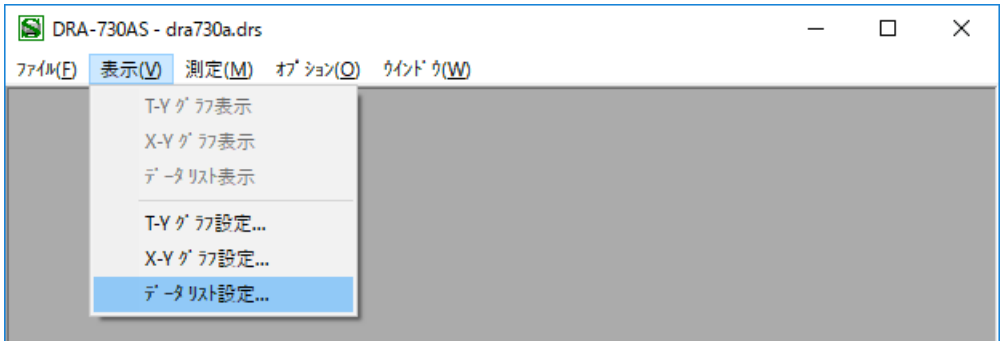 DRA-730AS - dra730a.drs
ﾌｧｲﾙ(F) 表示(V) 測定(M) ｵﾌﾟｼｮﾝ(O) ｳｲﾝﾄﾞｳ(W)
T-Y ｸﾞﾗﾌ表示
X-Y ｸﾞﾗﾌ表示
ﾃﾞｰﾀﾘｽﾄ表示
T-Y ｸﾞﾗﾌ設定...
X-Y ｸﾞﾗﾌ設定...
ﾃﾞｰﾀﾘｽﾄ設定...